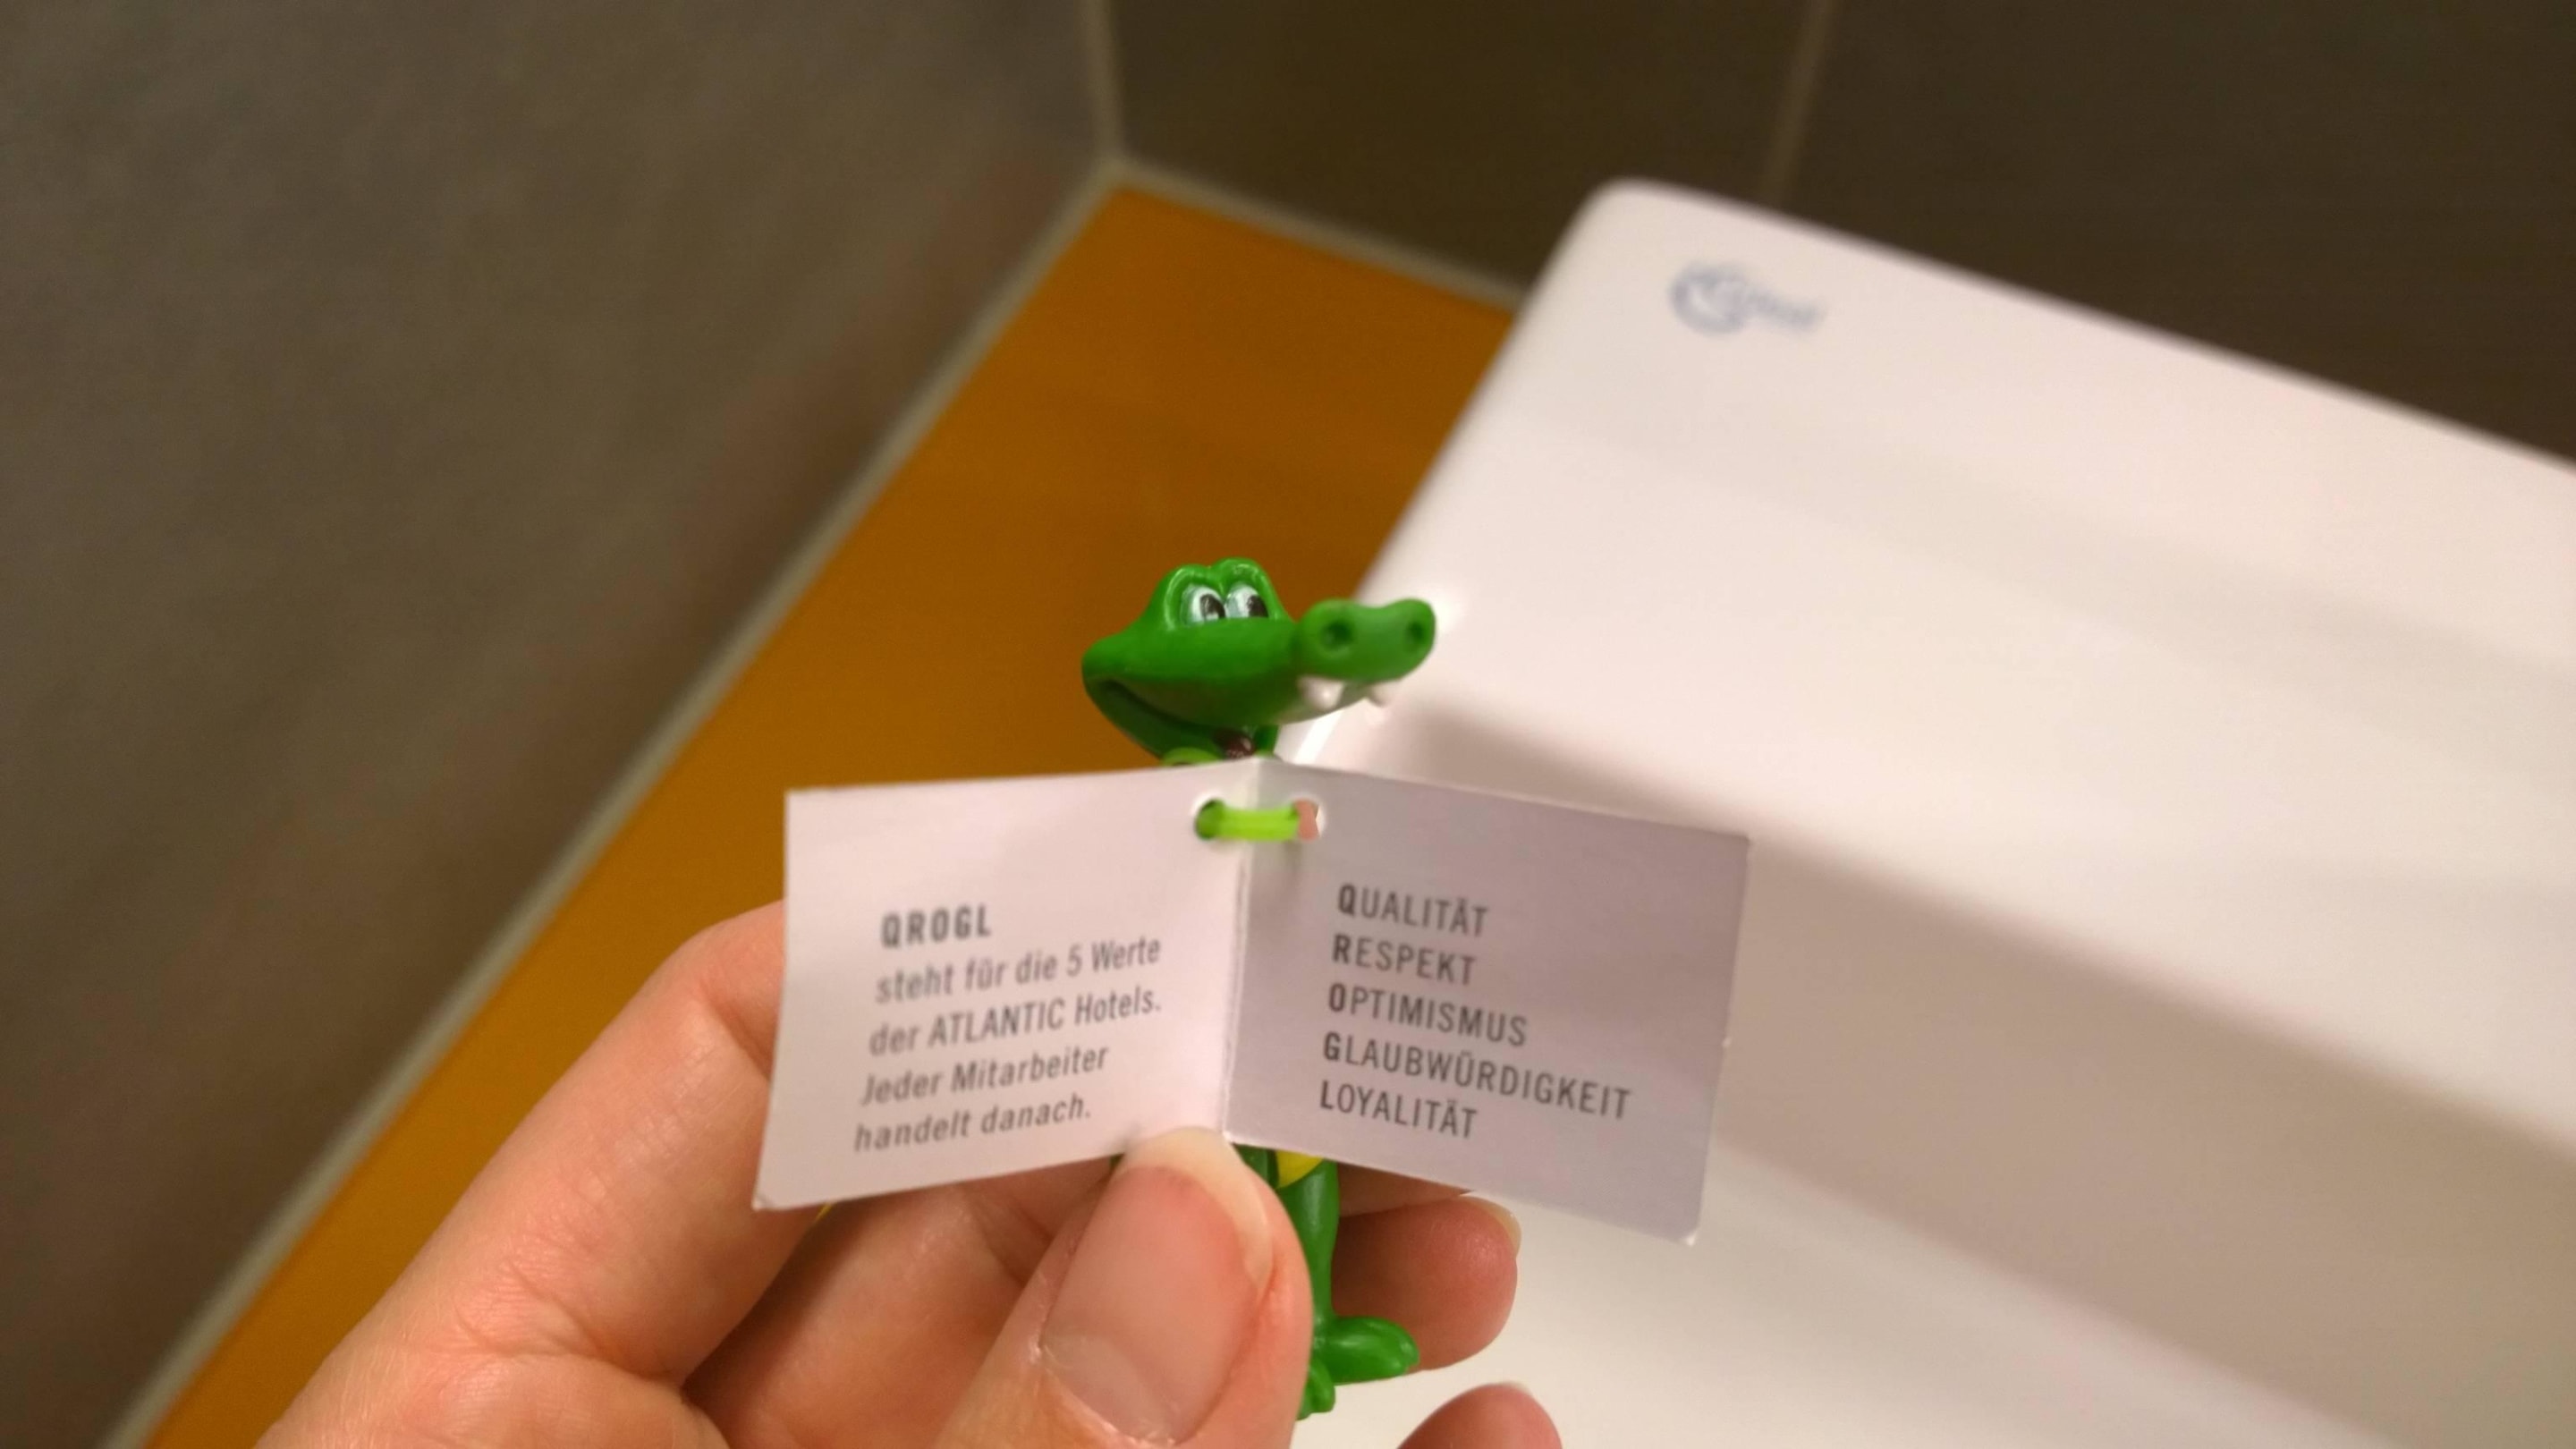 QROGL
steht für die 5 Werte
der ATLANTIC Hotels.
Jeder Mitarbeiter
handelt danach.
QUALITÄT
RESPEKT
OPTIMISMUS
GLAUBWÜRDIGKEIT
LOYALITÄT